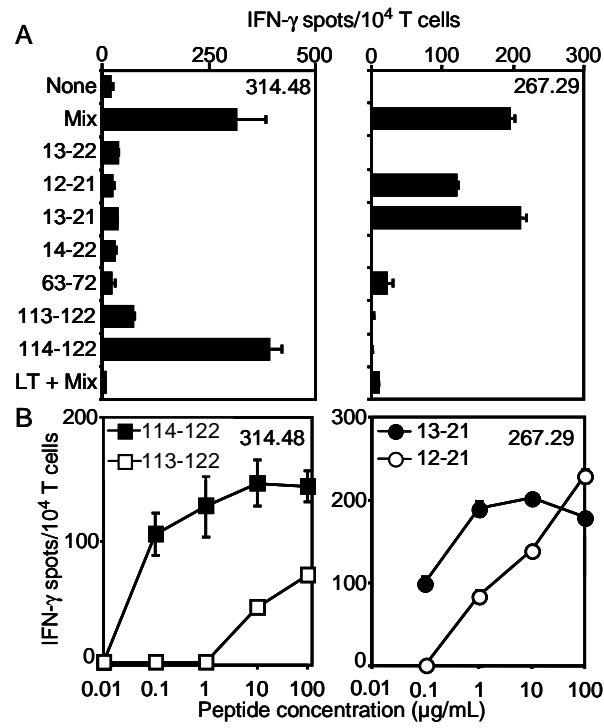 IFN-γ spots/10⁴ T cells
A
0 250 500 0 100 200 300
None 314.48 267.29
Mix
13-22
12-21
13-21
14-22
63-72
113-122
114-122
LT + Mix
B
IFN-γ spots/10⁴ T cells
200 300
114-122 314.48 13-21 267.29
113-122 12-21
200
100
100
0 0
0.01 0.1 1 10 100 0.01 0.1 1 10 100
Peptide concentration (µg/mL)